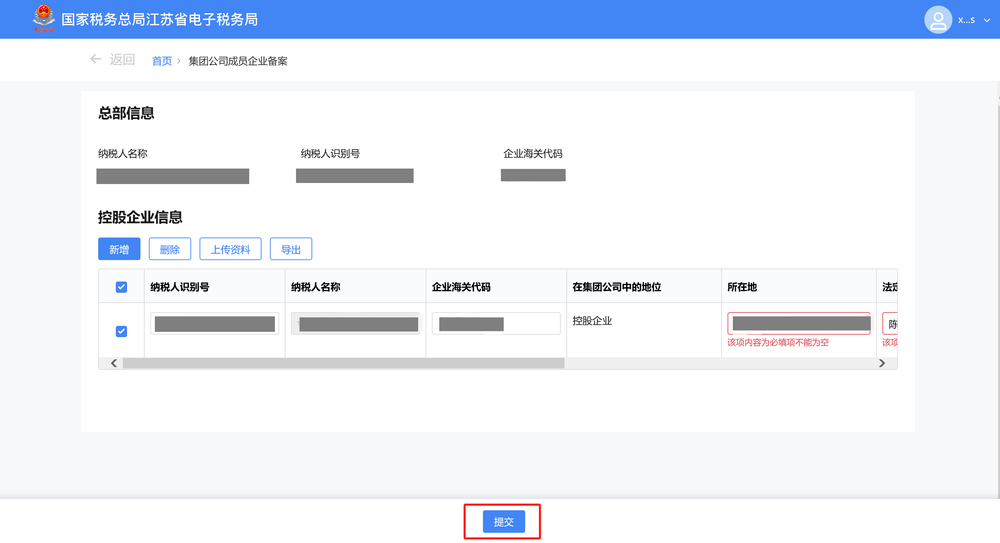 中国税务
国家税务总局江苏省电子税务局
x...s
返回 首页 > 集团公司成员企业备案
总部信息
纳税人名称 纳税人识别号 企业海关代码
控股企业信息
新增 删除 上传资料 导出
纳税人识别号 纳税人名称 企业海关代码 在集团公司中的地位 所在地 法定
控股企业 陈
该项内容为必填项不能为空 该项
提交